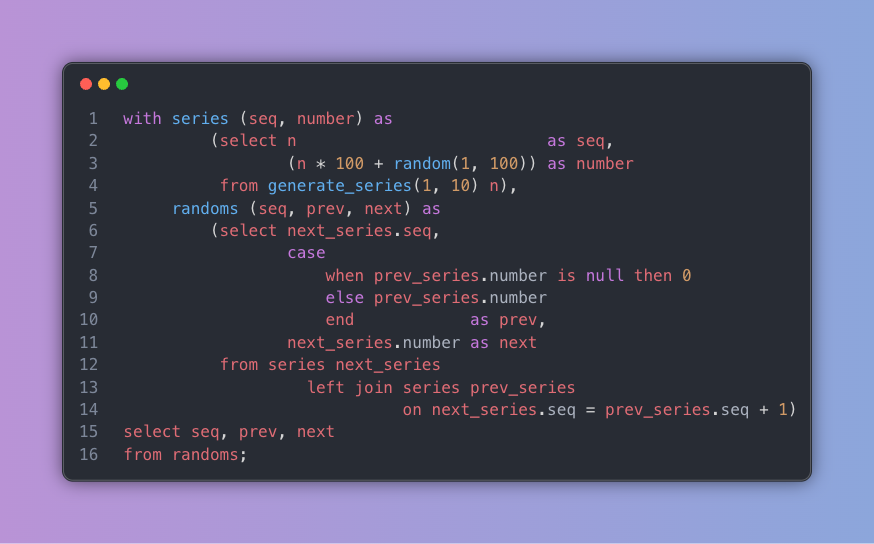 1 with series (seq, number) as
2 (select n as seq,
3 (n * 100 + random(1, 100)) as number
4 from generate_series(1, 10) n),
5 randoms (seq, prev, next) as
6 (select next_series.seq,
7 case
8 when prev_series.number is null then 0
9 else prev_series.number
10 end as prev,
11 next_series.number as next
12 from series next_series
13 left join series prev_series
14 on next_series.seq = prev_series.seq + 1)
15 select seq, prev, next
16 from randoms;